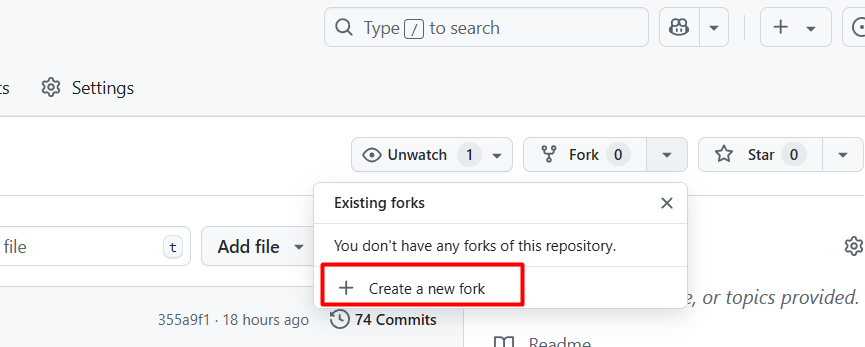 Type / to search
ts Settings
Unwatch 1 Fork 0 Star 0
Existing forks
file t Add file
You don't have any forks of this repository.
Create a new fork
e, or topics provided.
355a9f1 · 18 hours ago 74 Commits
Readme